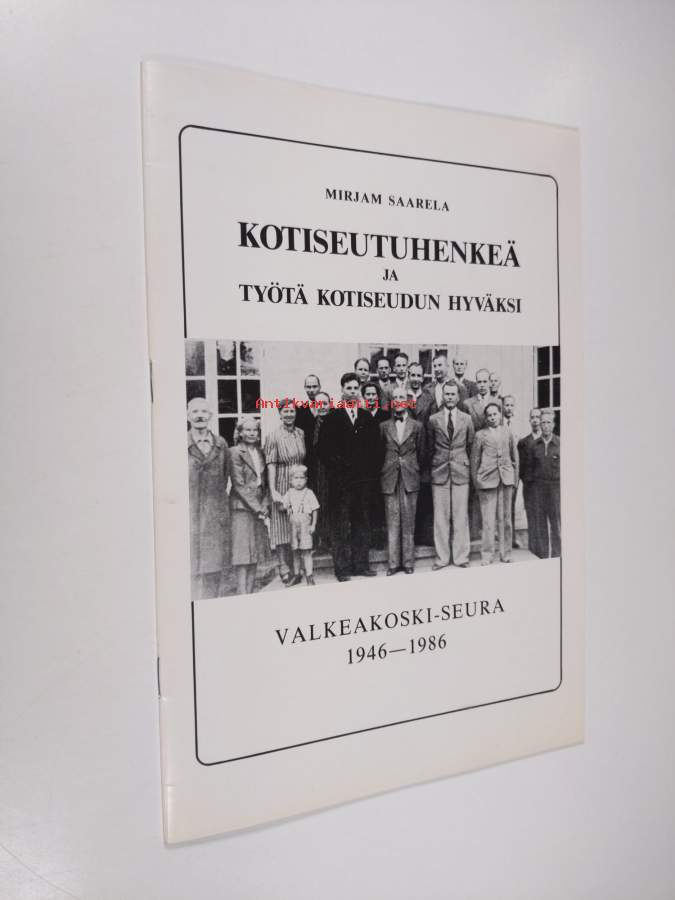 MIRJAM SAARELA
KOTISEUTUHENKEÄ
JA
TYÖTÄ KOTISEUDUN HYVÄKSI
Antikvariaatti.net
VALKEAKOSKI-SEURA
1946—1986